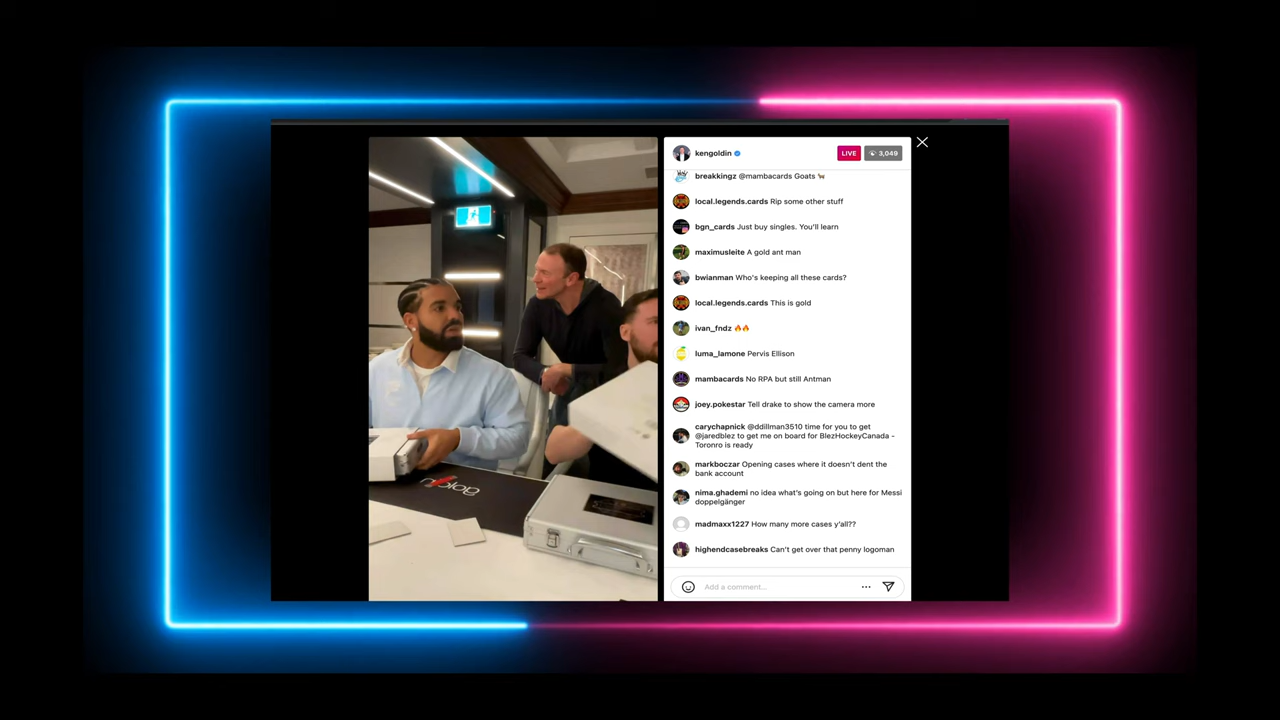 kengoldin
LIVE
3,049
breakkingz @mambacards Goats 🐐
local.legends.cards Rip some other stuff
bgn_cards Just buy singles. You'll learn
maximusleite A gold ant man
bwianman Who's keeping all these cards?
local.legends.cards This is gold
ivan_fndz 🔥🔥
luma_lamone Pervis Ellison
mambacards No RPA but still Antman
joey.pokestar Tell drake to show the camera more
carychapnick @ddillman3510 time for you to get
@jaredblez to get me on board for BlezHockeyCanada -
Toronro is ready
markboczar Opening cases where it doesn't dent the
bank account
nima.ghademi no idea what's going on but here for Messi
doppelgänger
madmaxx1227 How many more cases y'all??
highendcasebreaks Can't get over that penny logoman
Add a comment...
goldin